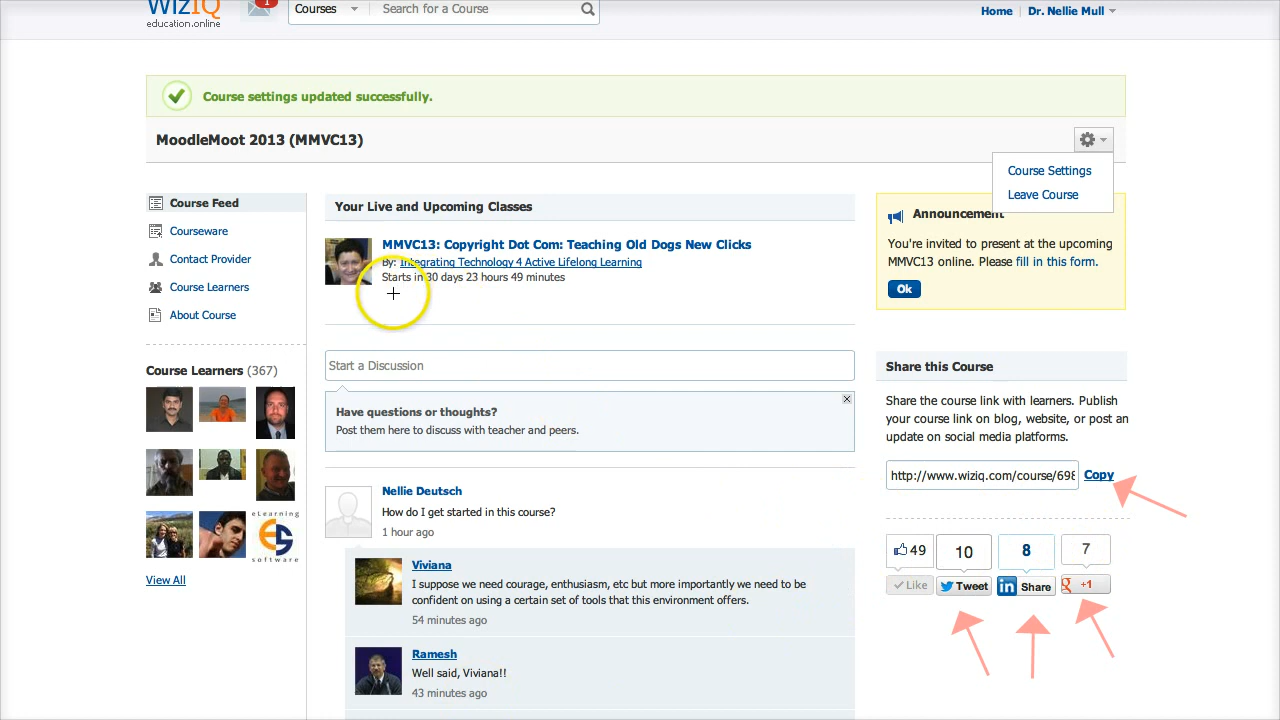 WiZiQ
education.online
1
Courses
Search for a Course
Home | Dr. Nellie Mull
Course settings updated successfully.
MoodleMoot 2013 (MMVC13)
Course Settings
Leave Course
Course Feed
Courseware
Contact Provider
Course Learners
About Course
Course Learners (367)
eLearning
ES
software
View All
Your Live and Upcoming Classes
MMVC13: Copyright Dot Com: Teaching Old Dogs New Clicks
By: Integrating Technology 4 Active Lifelong Learning
Starts in 30 days 23 hours 49 minutes
Start a Discussion
Have questions or thoughts?
Post them here to discuss with teacher and peers.
Nellie Deutsch
How do I get started in this course?
1 hour ago
Viviana
I suppose we need courage, enthusiasm, etc but more importantly we need to be
confident on using a certain set of tools that this environment offers.
54 minutes ago
Ramesh
Well said, Viviana!!
43 minutes ago
Announcement
You're invited to present at the upcoming
MMVC13 online. Please fill in this form.
Ok
Share this Course
Share the course link with learners. Publish
your course link on blog, website, or post an
update on social media platforms.
http://www.wiziq.com/course/698 Copy
49 10 8 7
Like Tweet in Share g +1